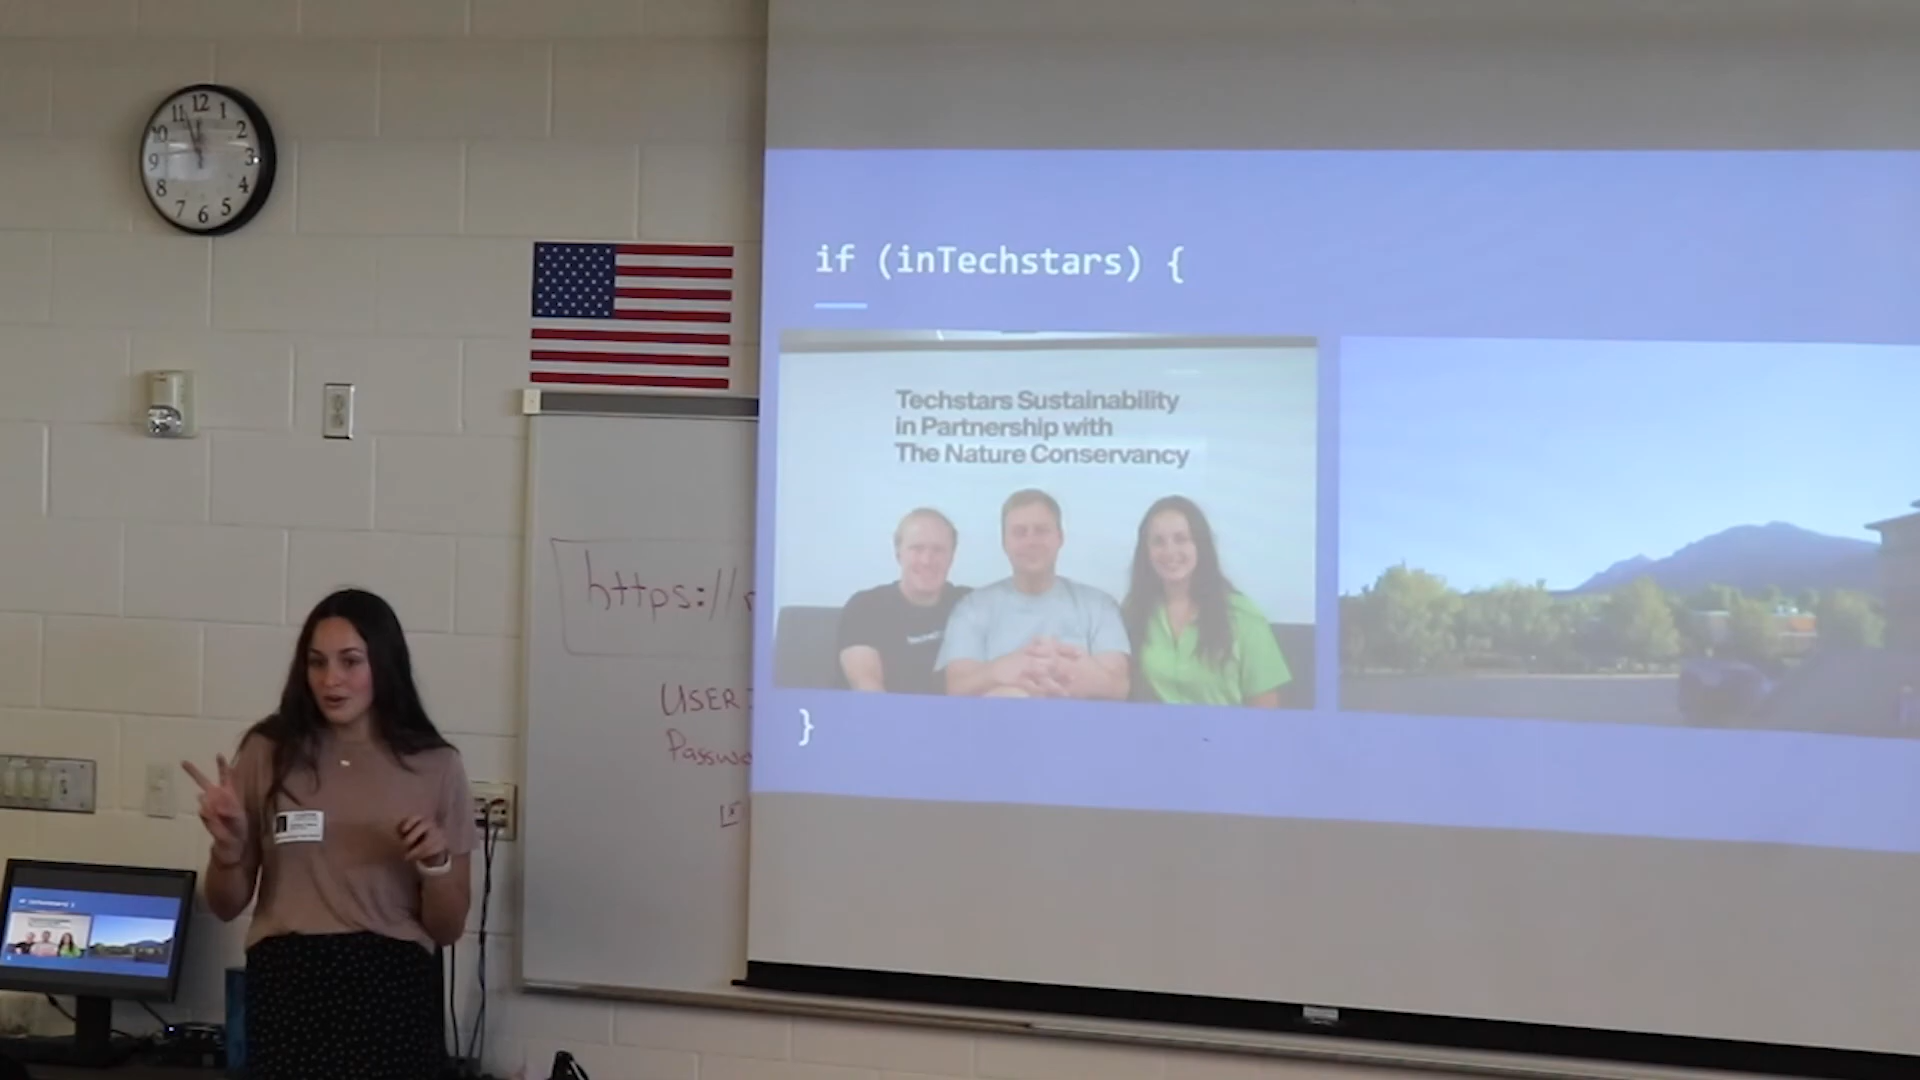 12
1
2
3
4
5
6
7
8
9
10
11
if (inTechstars) {
Techstars Sustainability
in Partnership with
The Nature Conservancy
}
https://
USER: